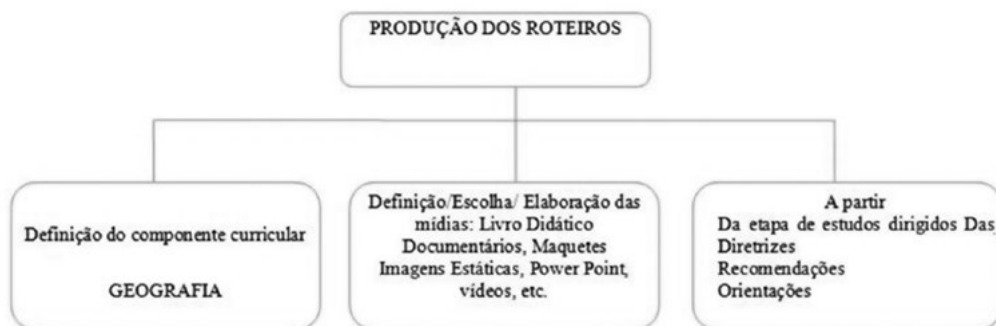 PRODUÇÃO DOS ROTEIROS
Definição do componente curricular
GEOGRAFIA
Definição/Escolha/ Elaboração das
mídias: Livro Didático
Documentários, Maquetes
Imagens Estáticas, Power Point,
vídeos, etc.
A partir
Da etapa de estudos dirigidos Das
Diretrizes
Recomendações
Orientações